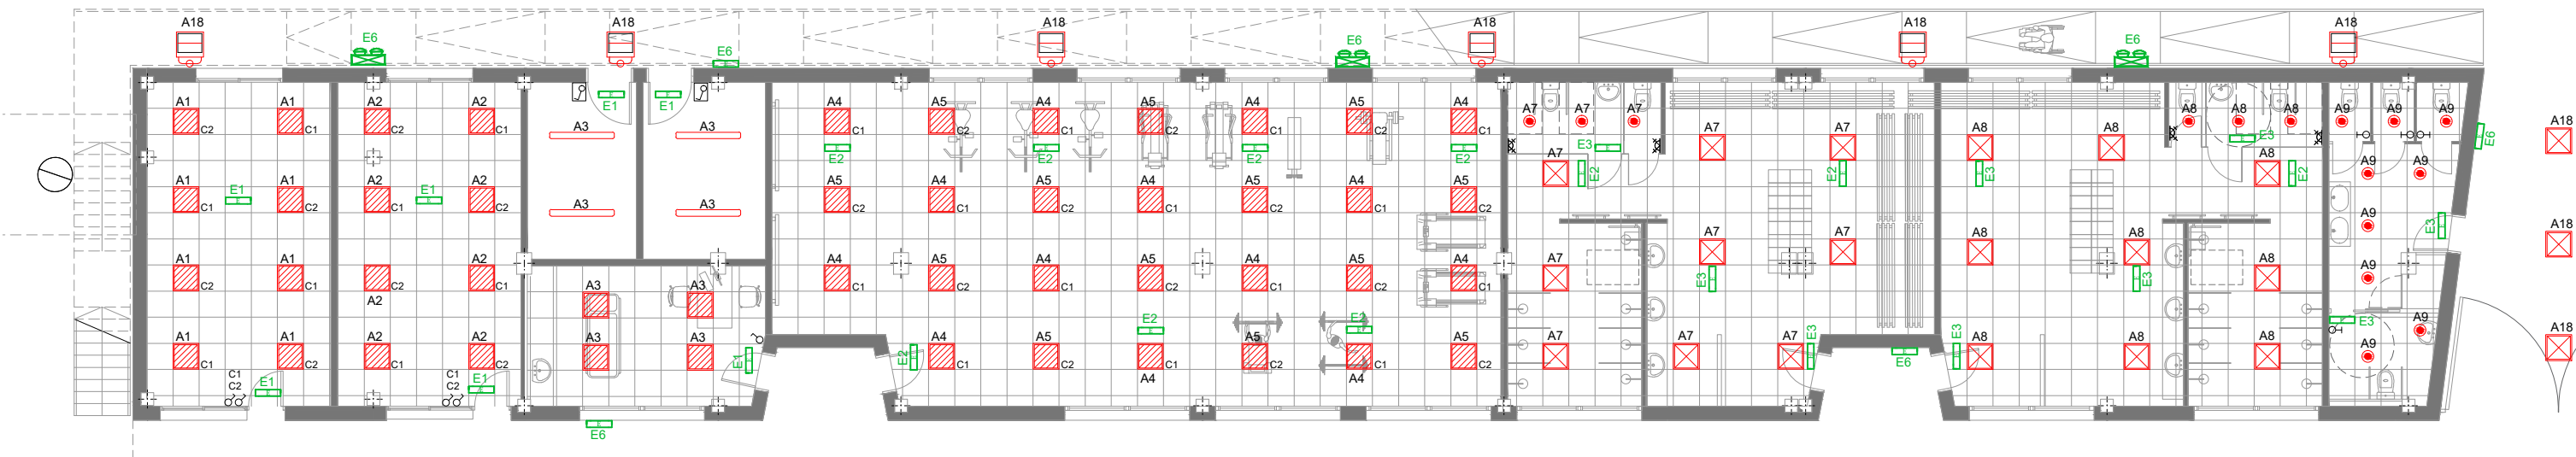 A18 A18 A18 A18 A18 A18
E6 E6 E6 E6
E1 E1
A1 A1 A2 A2 A4 A5 A4 A5 A4 A5 A4 A7 A7 A7 A8 A8 A8 A9 A9 A9 A18
C2 C1 C2 C1 A3 A3 C1 C2 C1 C2 C1 C2 C1 A7 A7 A8 A8 E3 E6
E2 E2 E2 E2 A7 E3 A8
A1 A1 A2 A2 A5 A4 A5 A4 A5 A4 A5 E2 E2 E3 E2 A9 A9
E1 E1
C1 C2 C1 C2 A3 A3 C2 C1 C2 C1 C2 C1 C2 A9 E3 A18
A7 A7 A8 A8
A1 A1 A2 A4 A5 A4 A5 A4 A5 A4 A7 A8 A9
C2 C1 C2 C1 C1 C2 C1 C2 C1 C2 C1 E3 E3
A2 A3 A3
E2 E2 E3 A9 A18
A1 A1 A2 A2 A3 A3 A4 A5 A5 A5 A7 A7 A7 E3 E3 A8 A8 A8 A9
C1 C2 C1 C2 E1 E2 C1 C2 C1 C2 C1 C2 E6
C1 C1 A4 A4
C2 E1 C2 E1
E6